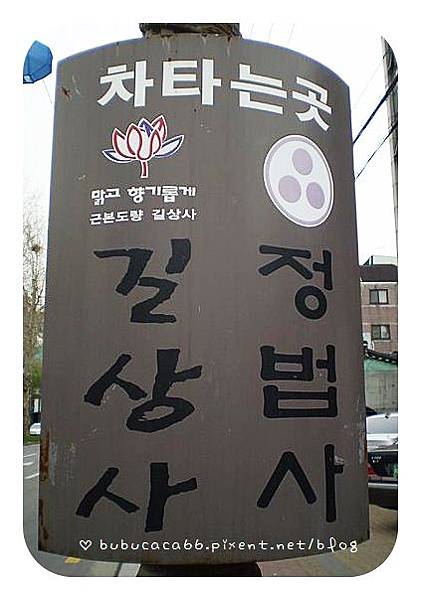 차 타 는 곳
맑고 향기롭게
근본도량 길상사
길상사
정법사
♡ bubucaca66.pixnet.net/blog